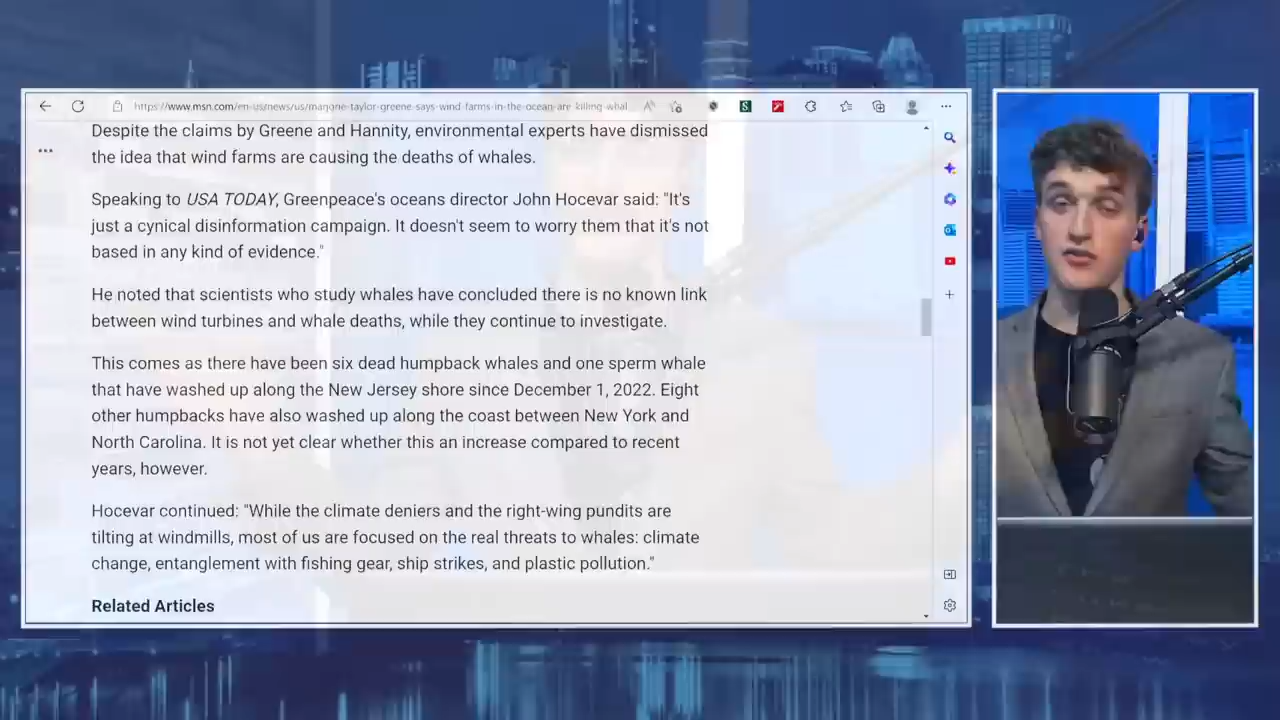 https://www.msn.com/en-us/news/us/marjorie-taylor-greene-says-wind-farms-in-the-ocean-are-killing-whal
Despite the claims by Greene and Hannity, environmental experts have dismissed
the idea that wind farms are causing the deaths of whales.
Speaking to USA TODAY, Greenpeace's oceans director John Hocevar said: "It's
just a cynical disinformation campaign. It doesn't seem to worry them that it's not
based in any kind of evidence."
He noted that scientists who study whales have concluded there is no known link
between wind turbines and whale deaths, while they continue to investigate.
This comes as there have been six dead humpback whales and one sperm whale
that have washed up along the New Jersey shore since December 1, 2022. Eight
other humpbacks have also washed up along the coast between New York and
North Carolina. It is not yet clear whether this an increase compared to recent
years, however.
Hocevar continued: "While the climate deniers and the right-wing pundits are
tilting at windmills, most of us are focused on the real threats to whales: climate
change, entanglement with fishing gear, ship strikes, and plastic pollution."
Related Articles